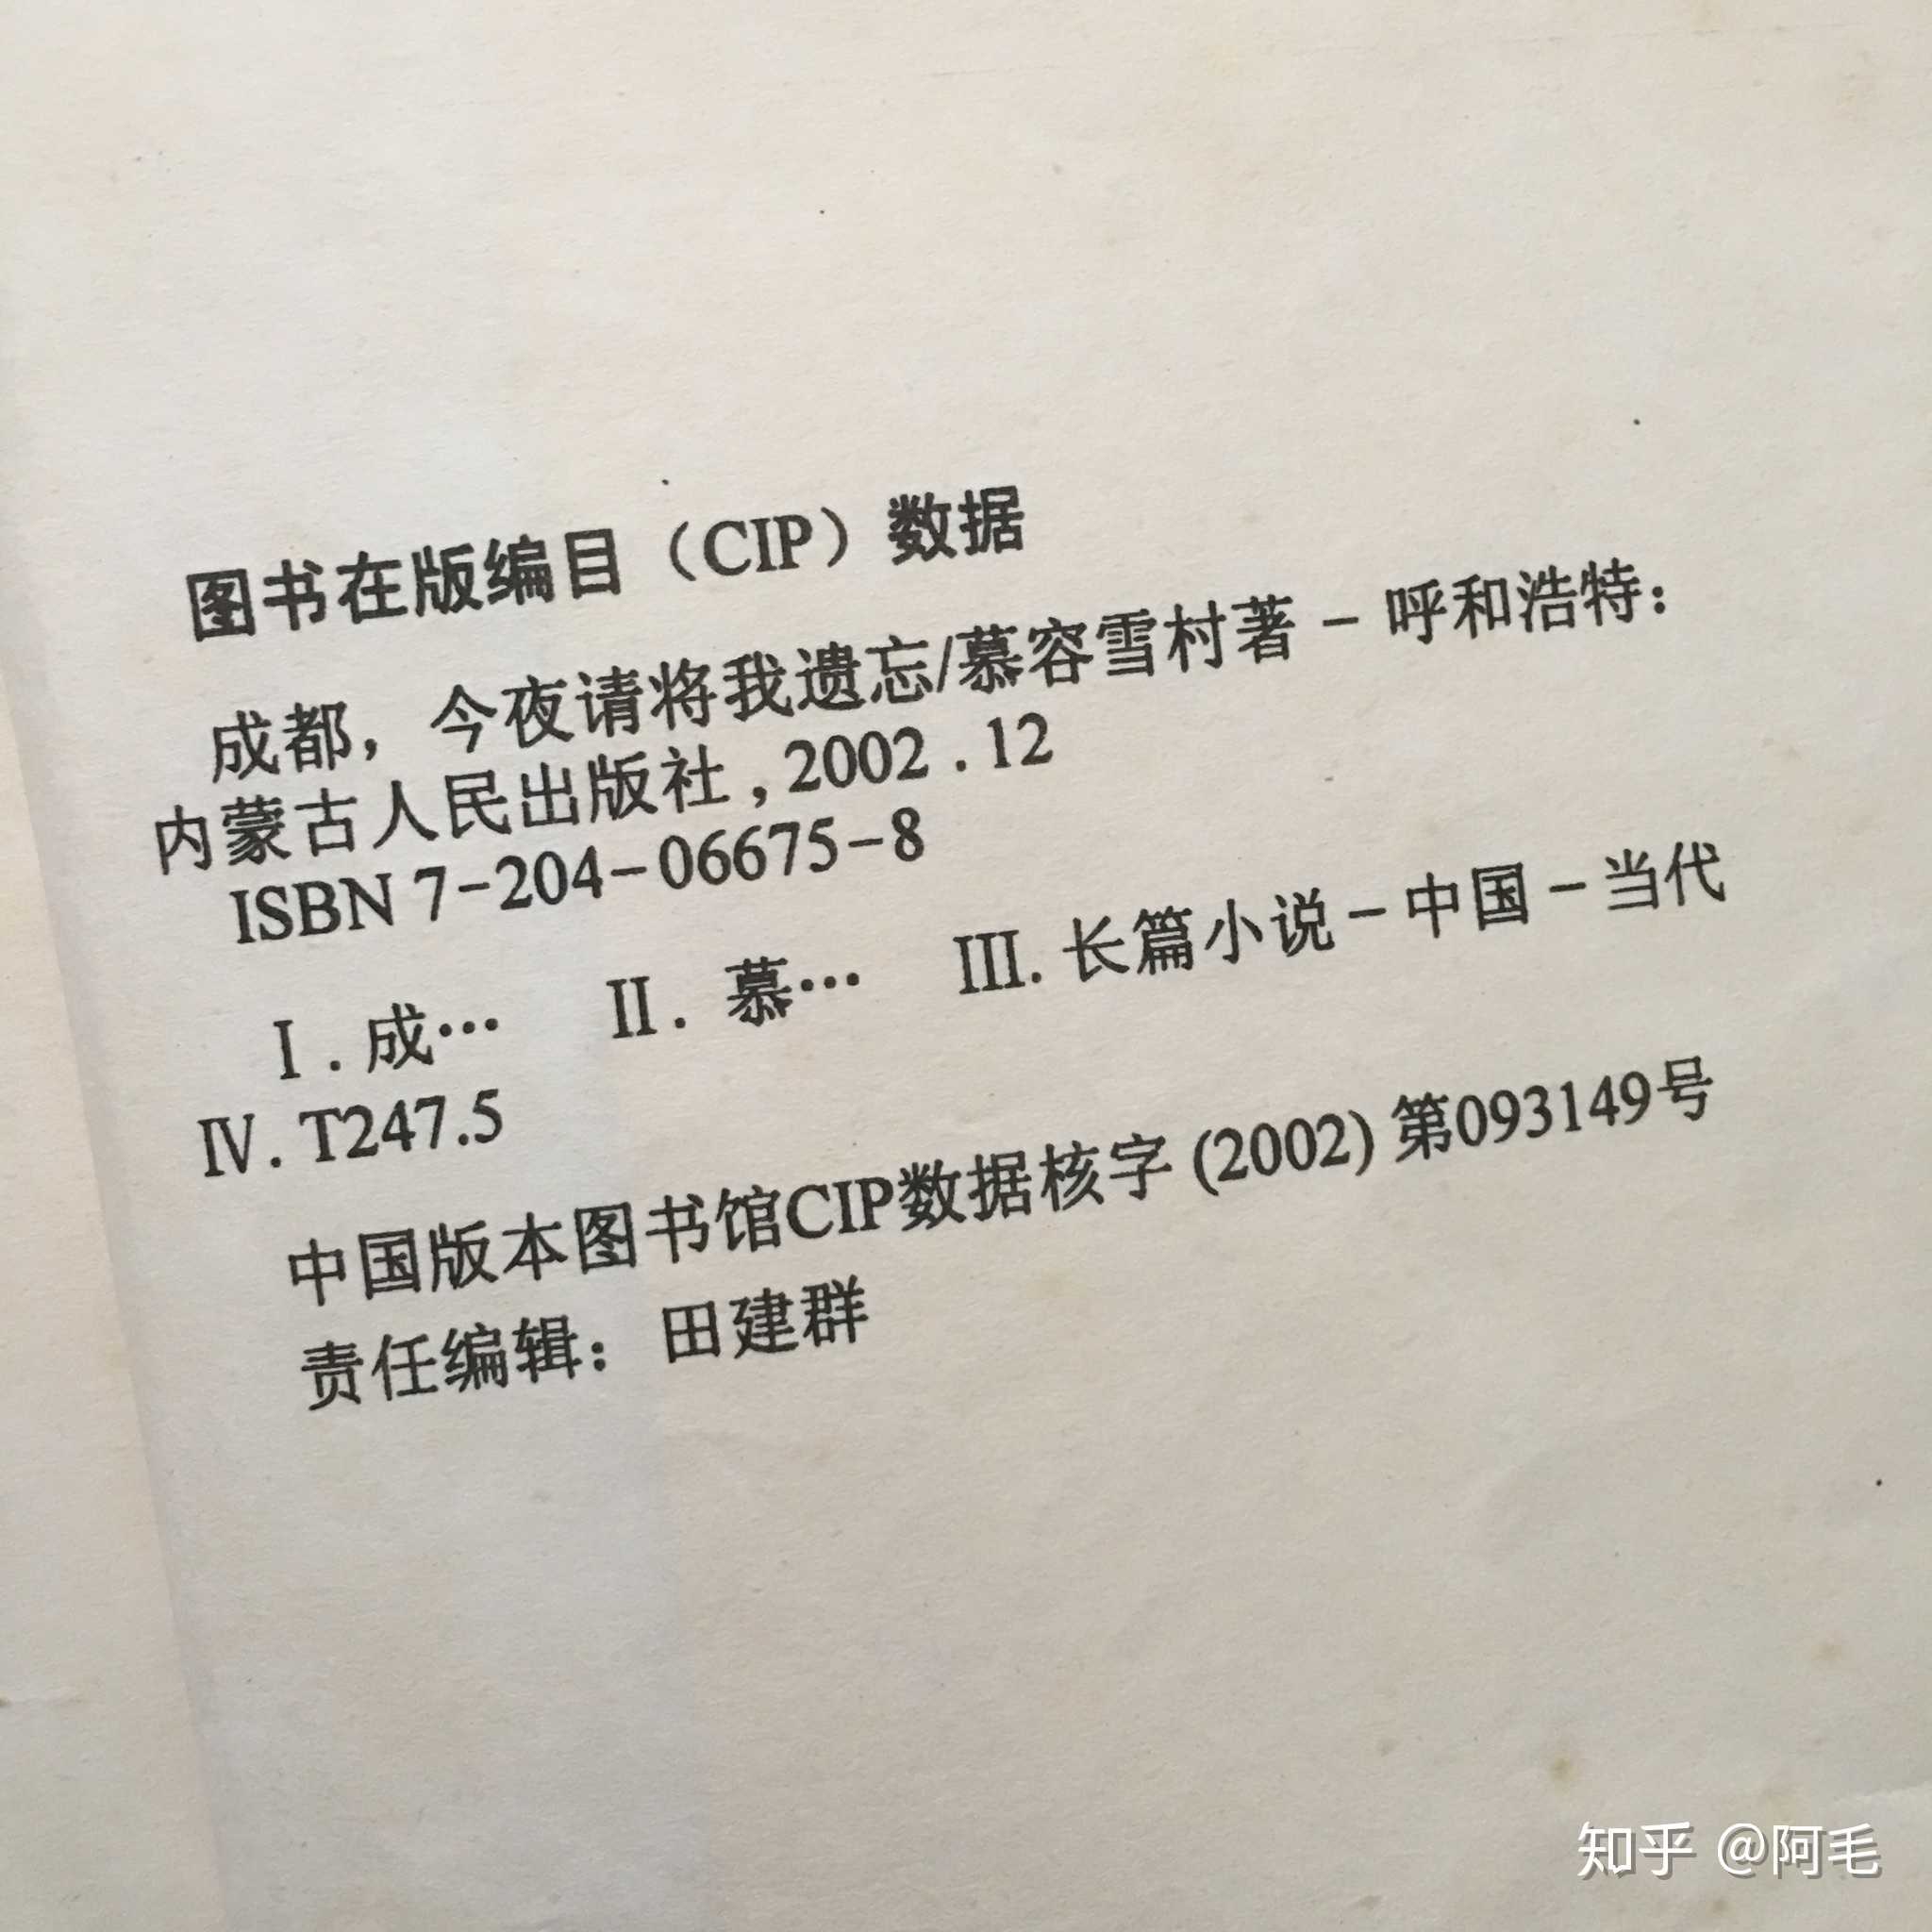 图书在版编目（CIP）数据
成都，今夜请将我遗忘/慕容雪村著－呼和浩特：
内蒙古人民出版社,2002.12
ISBN 7-204-06675-8
Ⅰ.成… Ⅱ.慕… Ⅲ.长篇小说－中国－当代
Ⅳ.T247.5
中国版本图书馆CIP数据核字(2002)第093149号
责任编辑：田建群
知乎 @阿毛